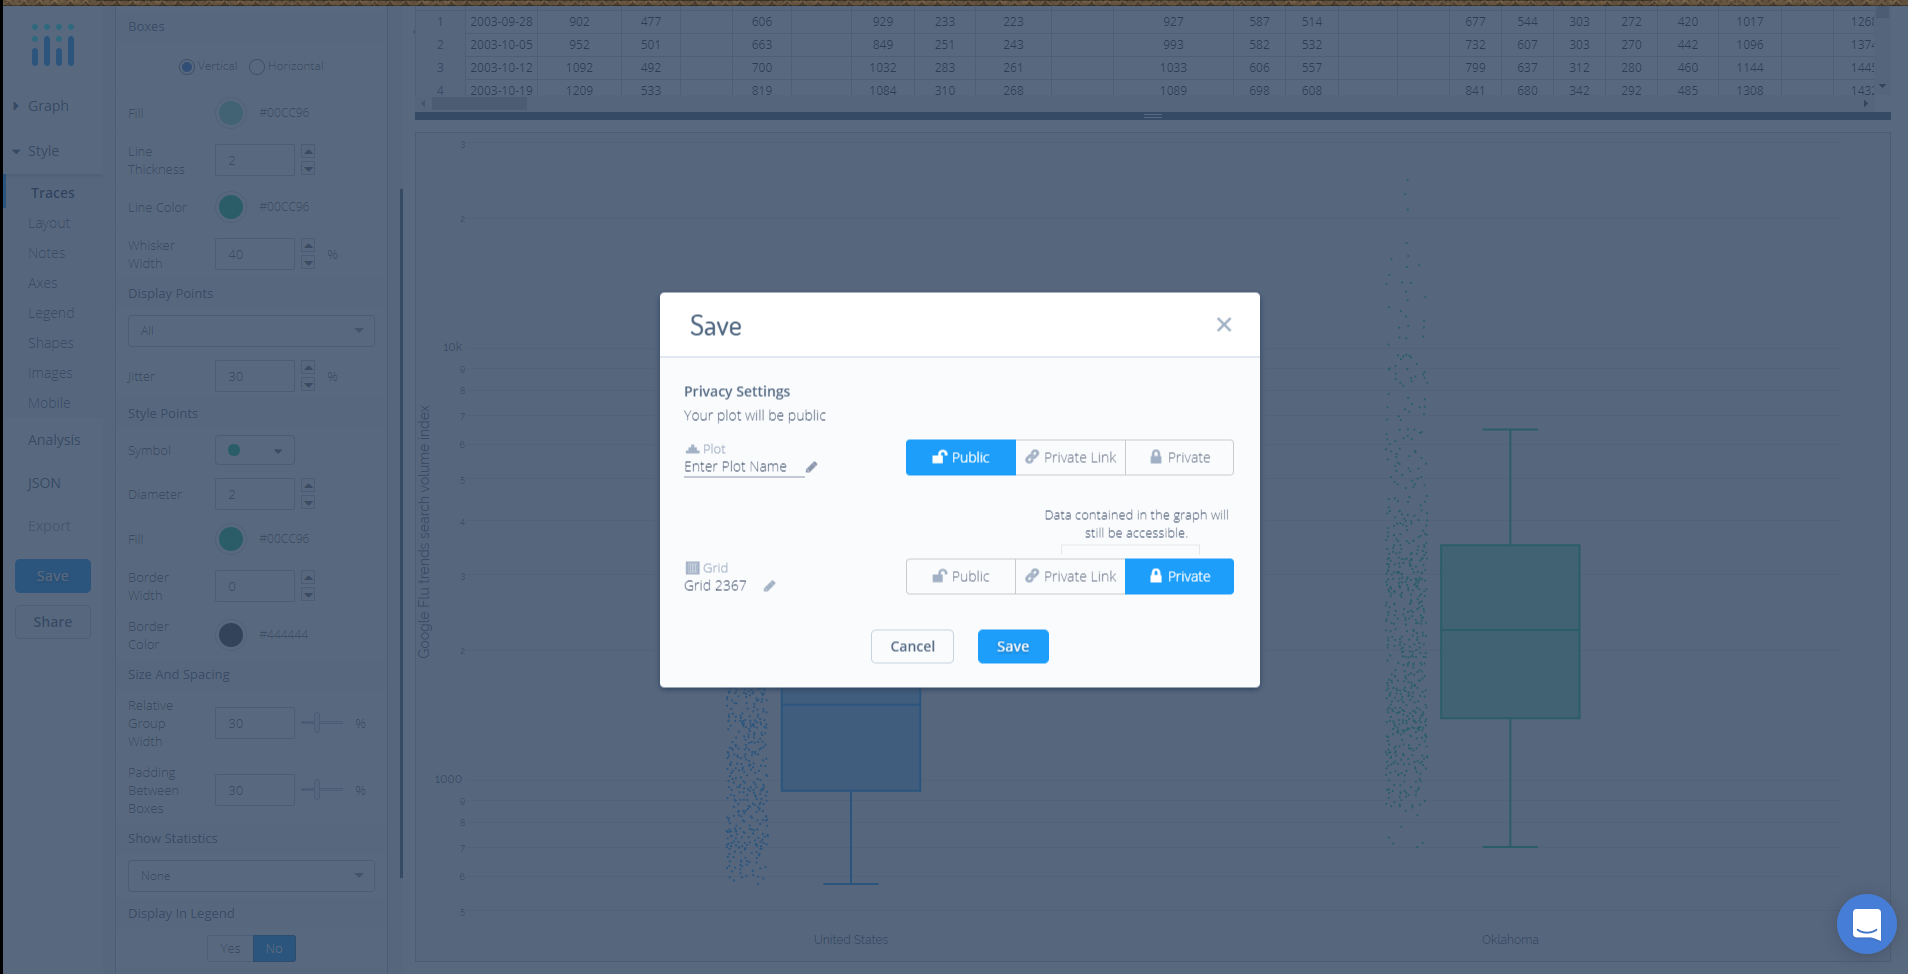 Boxes
Vertical Horizontal
Graph
Fill #00CC96
Style
Line Thickness 2
Traces
Line Color #00CC96
Layout
Notes
Whisker Width 40 %
Axes
Display Points
Legend
All
Shapes
Images
Jitter 30 %
Mobile
Style Points
Analysis
Symbol
JSON
Diameter 2
Export
Fill #00CC96
Save
Border Width 0
Share
Border Color #444444
Size And Spacing
Relative Group Width 30 %
Padding Between Boxes 30 %
Show Statistics
None
Display In Legend
Yes No
1 2003-09-28 902 477 606 929 233 223 927 587 514 677 544 303 272 420 1017
2 2003-10-05 952 501 663 849 251 243 993 582 532 732 607 303 270 442 1096
3 2003-10-12 1092 492 700 1032 283 261 1033 606 557 799 637 312 280 460 1144
4 2003-10-19 1209 533 819 1084 310 268 1089 698 608 841 680 342 292 485 1308
3
2
10k
9
8
7
6
5
4
3
2
1000
9
8
7
6
5
Google Flu trends search volume index
United States
Oklahoma
Save
Privacy Settings
Your plot will be public
Plot
Enter Plot Name
Public Private Link Private
Data contained in the graph will
still be accessible.
Grid
Grid 2367
Public Private Link Private
Cancel Save